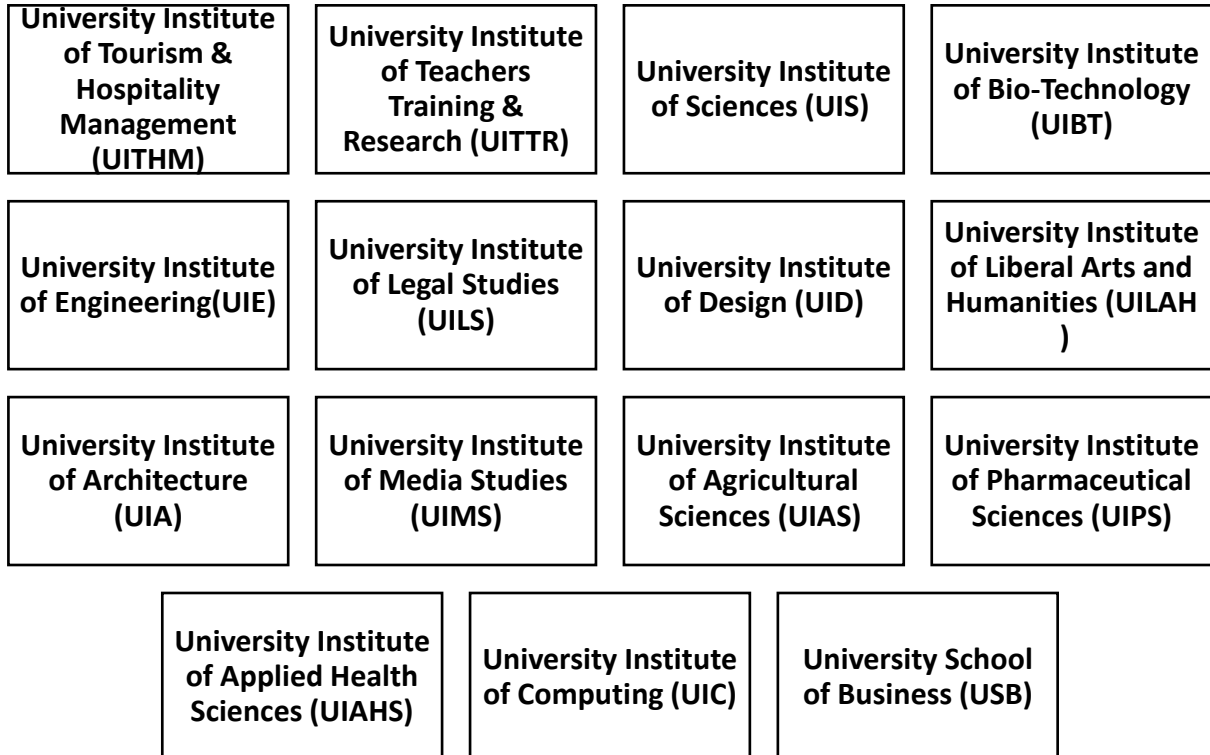 University Institute
of Tourism &
Hospitality
Management
(UITHM)
University Institute
of Teachers
Training &
Research (UITTR)
University Institute
of Sciences (UIS)
University Institute
of Bio-Technology
(UIBT)
University Institute
of Engineering(UIE)
University Institute
of Legal Studies
(UILS)
University Institute
of Design (UID)
University Institute
of Liberal Arts and
Humanities (UILAH
)
University Institute
of Architecture
(UIA)
University Institute
of Media Studies
(UIMS)
University Institute
of Agricultural
Sciences (UIAS)
University Institute
of Pharmaceutical
Sciences (UIPS)
University Institute
of Applied Health
Sciences (UIAHS)
University Institute
of Computing (UIC)
University School
of Business (USB)